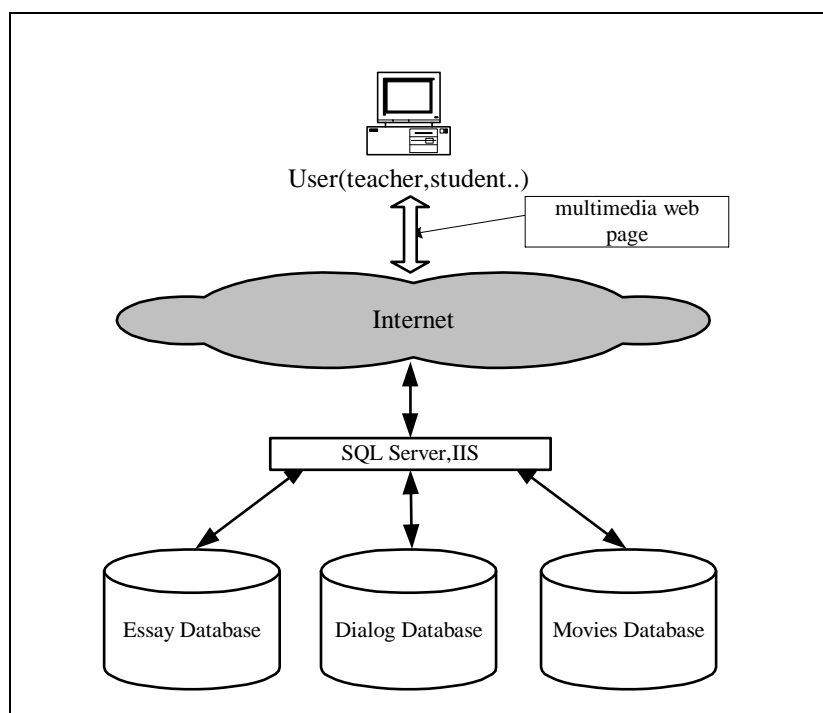 User(teacher,student..)
multimedia web
page
Internet
SQL Server,IIS
Essay Database
Dialog Database
Movies Database